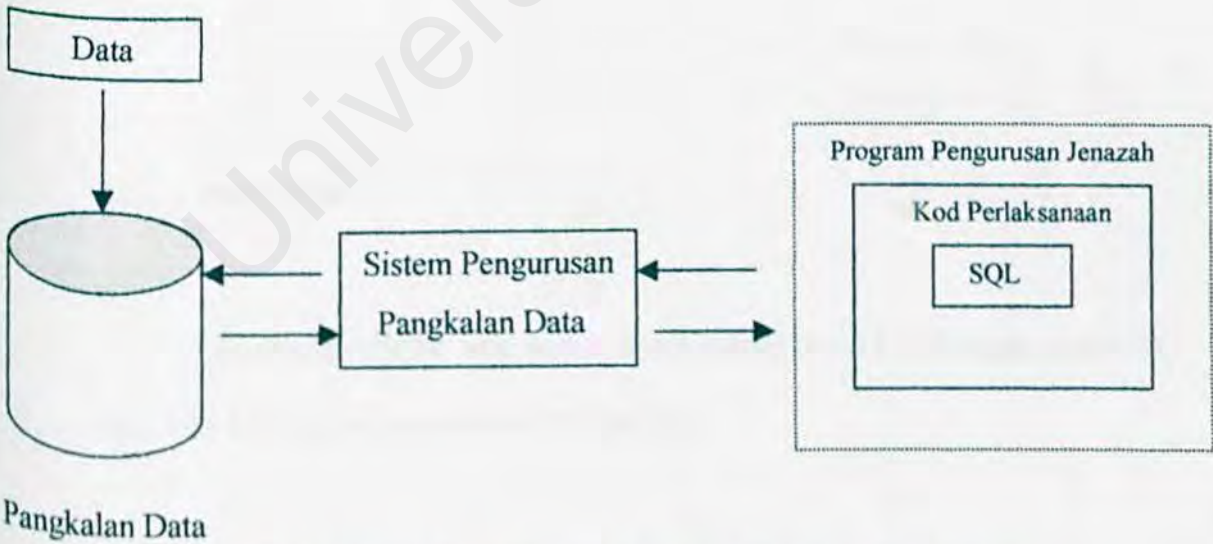 Data
Program Pengurusan Jenazah
Kod Perlaksanaan
SQL
Sistem Pengurusan
Pangkalan Data
Pangkalan Data